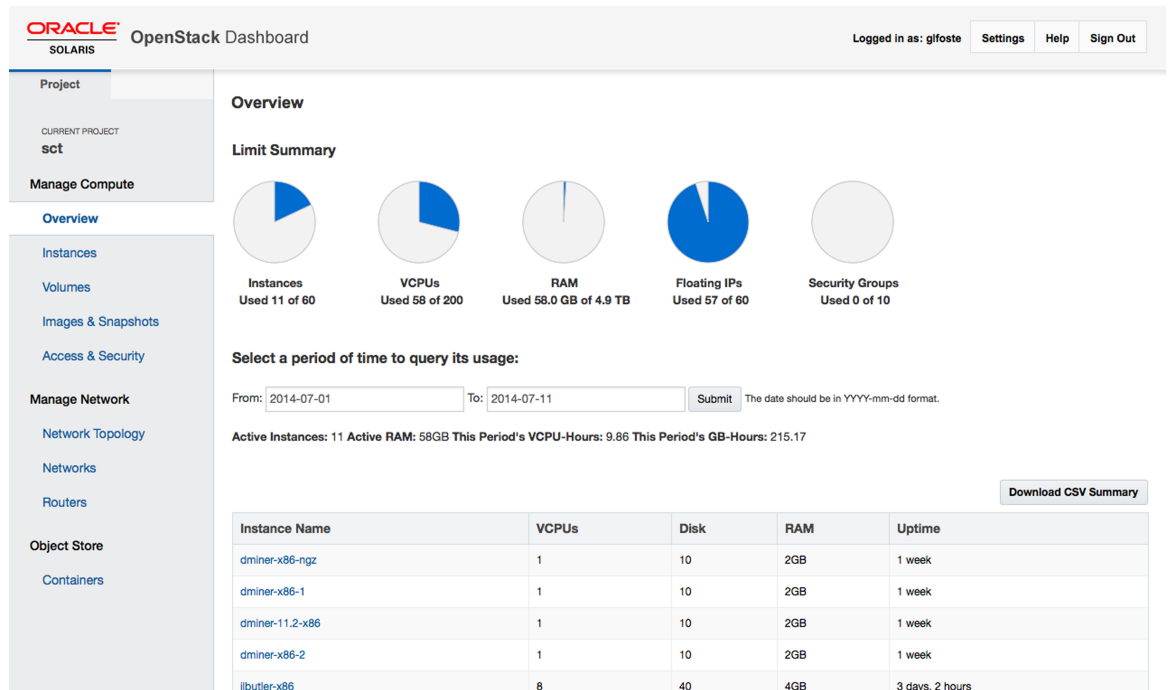 ORACLE
SOLARIS
OpenStack Dashboard
Logged in as: glfoste
Settings
Help
Sign Out
Project
CURRENT PROJECT
sct
Manage Compute
Overview
Instances
Volumes
Images & Snapshots
Access & Security
Manage Network
Network Topology
Networks
Routers
Object Store
Containers
Overview
Limit Summary
Instances
Used 11 of 60
VCPUs
Used 58 of 200
RAM
Used 58.0 GB of 4.9 TB
Floating IPs
Used 57 of 60
Security Groups
Used 0 of 10
Select a period of time to query its usage:
From: 2014-07-01 To: 2014-07-11 Submit The date should be in YYYY-mm-dd format.
Active Instances: 11 Active RAM: 58GB This Period's VCPU-Hours: 9.86 This Period's GB-Hours: 215.17
Download CSV Summary
Instance Name VCPUs Disk RAM Uptime
dminer-x86-ngz 1 10 2GB 1 week
dminer-x86-1 1 10 2GB 1 week
dminer-11.2-x86 1 10 2GB 1 week
dminer-x86-2 1 10 2GB 1 week
jlbutler-x86 8 40 4GB 3 days, 2 hours